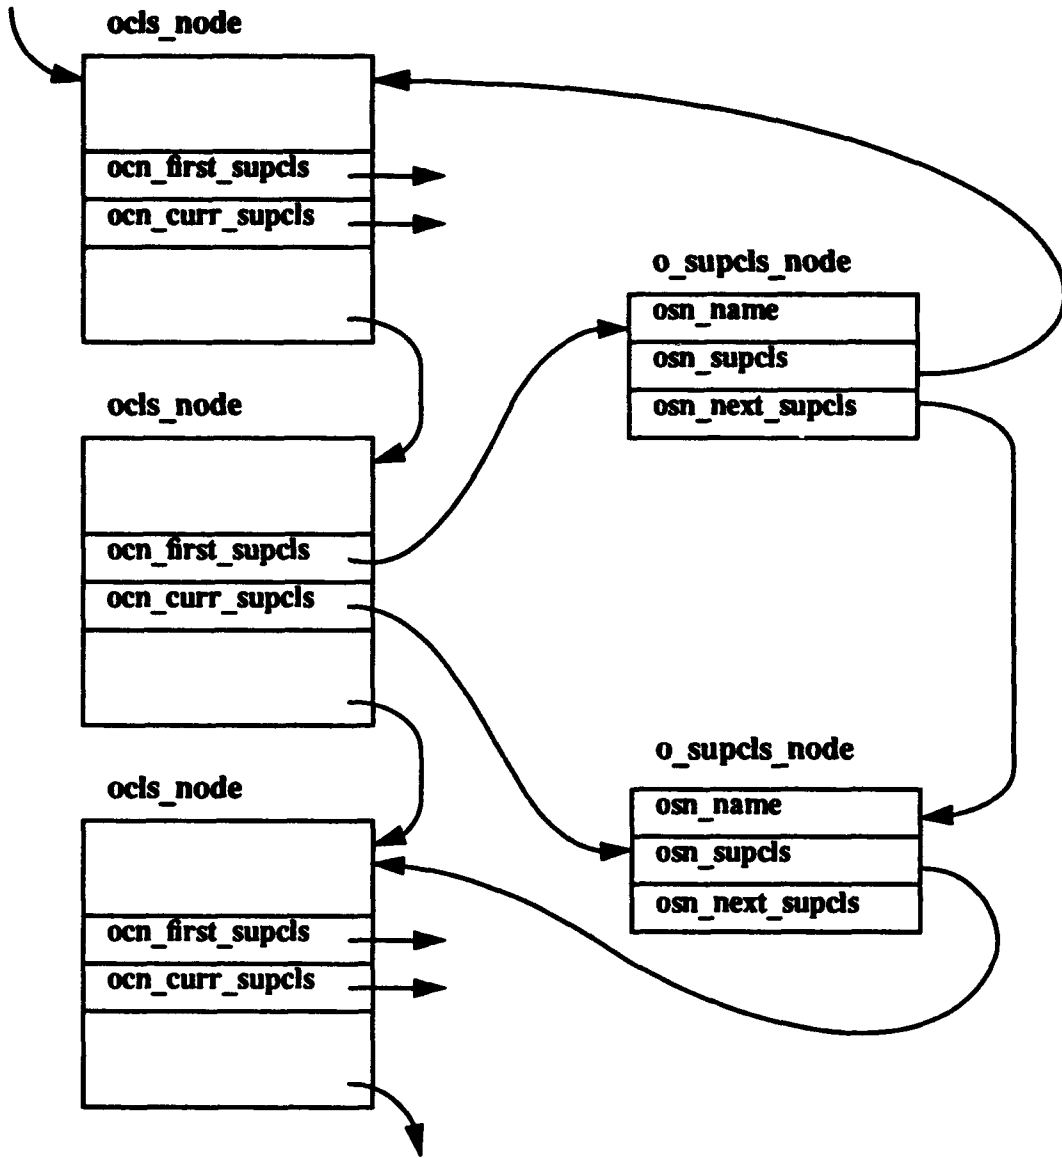 ocls_node
ocn_first_supcls
ocn_curr_supcls
o_supcls_node
osn_name
osn_supcls
osn_next_supcls
ocls_node
ocn_first_supcls
ocn_curr_supcls
o_supcls_node
osn_name
osn_supcls
osn_next_supcls
ocls_node
ocn_first_supcls
ocn_curr_supcls